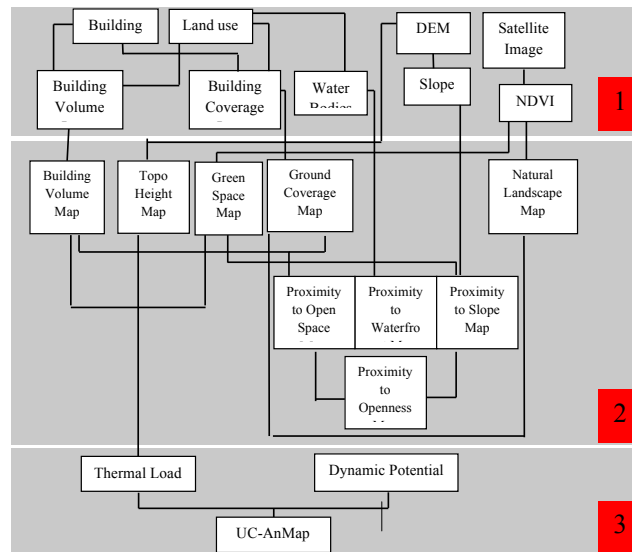 Building
Land use
DEM
Satellite
Image
Building
Volume
Building
Coverage
Water
Bodies
Slope
NDVI
1
Building
Volume
Map
Topo
Height
Map
Green
Space
Map
Ground
Coverage
Map
Natural
Landscape
Map
Proximity
to Open
Space
Proximity
to
Waterfro
Proximity
to Slope
Map
Proximity
to
Openness
2
Thermal Load
Dynamic Potential
UC-AnMap
3